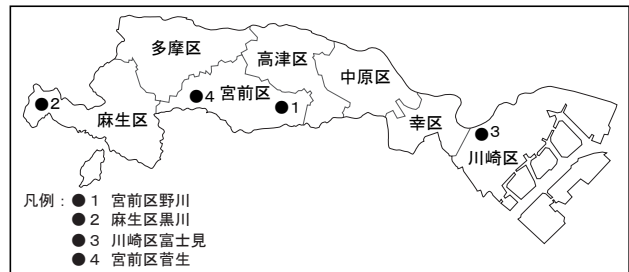 多摩区
高津区
中原区
宮前区
麻生区
幸区
川崎区
●2
●4
●1
●3
凡例：●1 宮前区野川
●2 麻生区黒川
●3 川崎区富士見
●4 宮前区菅生